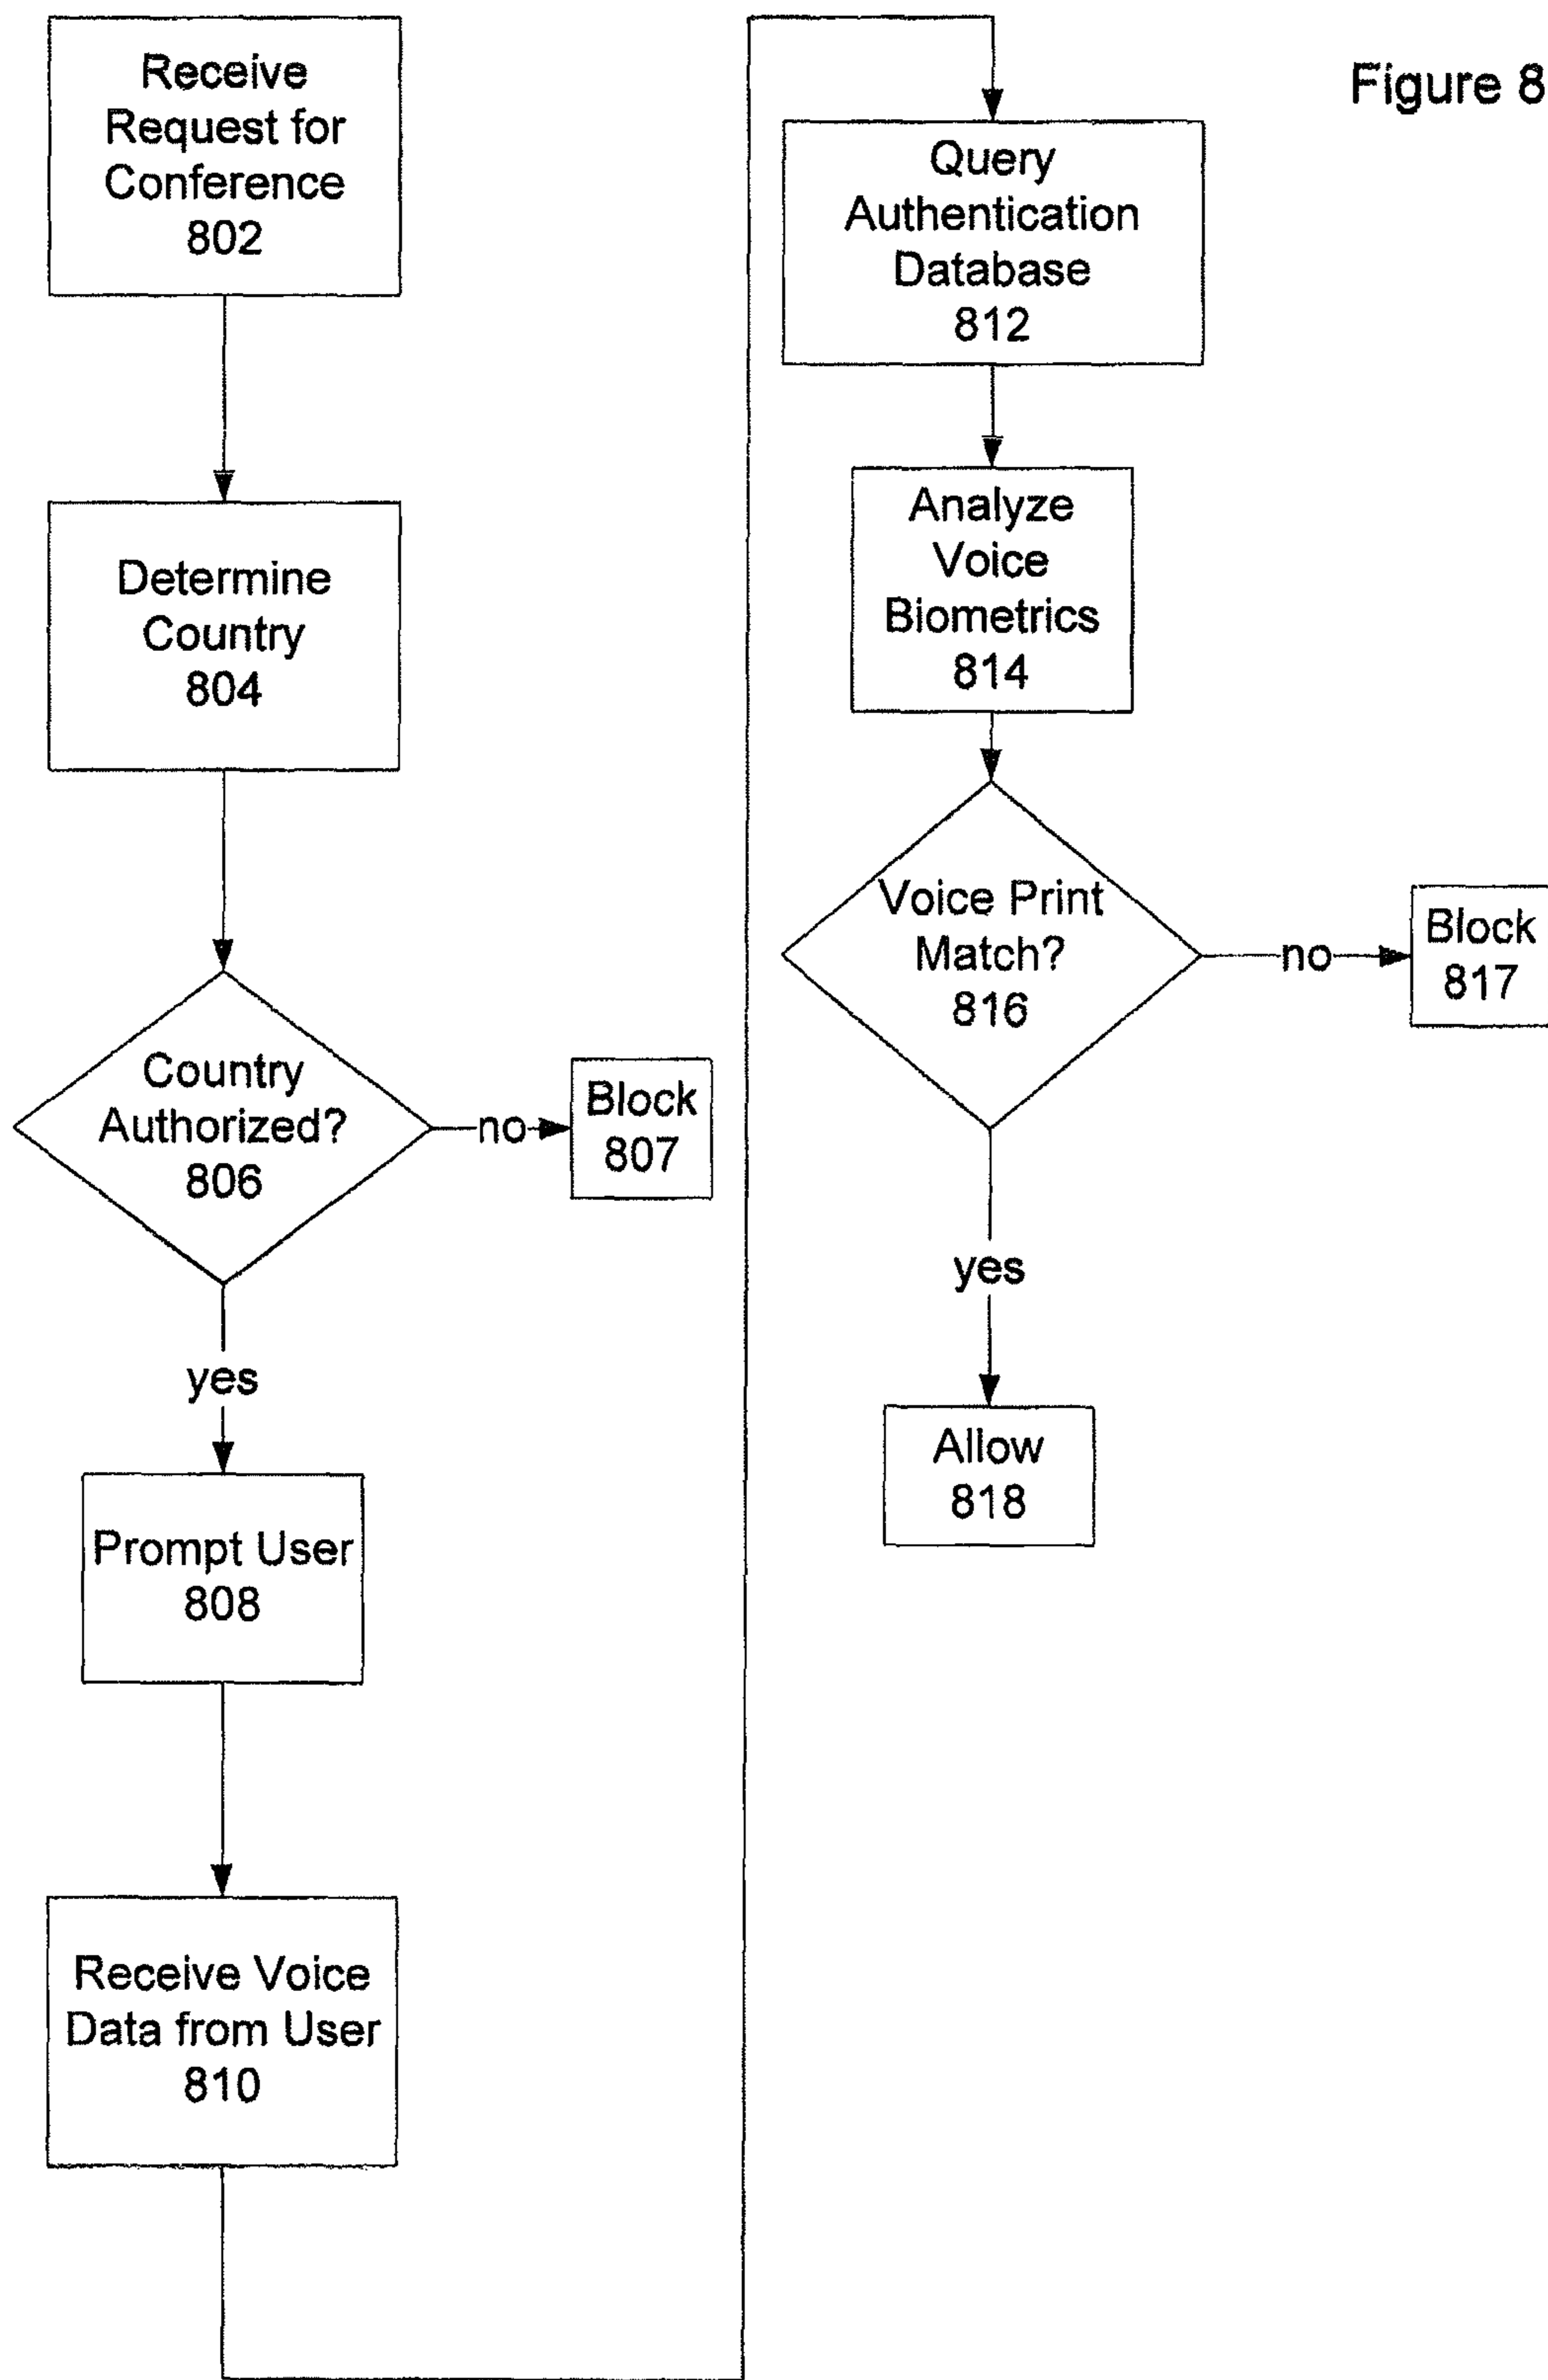 Figure 8
Receive
Request for
Conference
802
Determine
Country
804
Country
Authorized?
806
no
Block
807
yes
Prompt User
808
Receive Voice
Data from User
810
Query
Authentication
Database
812
Analyze
Voice
Biometrics
814
Voice Print
Match?
816
no
Block
817
yes
Allow
818